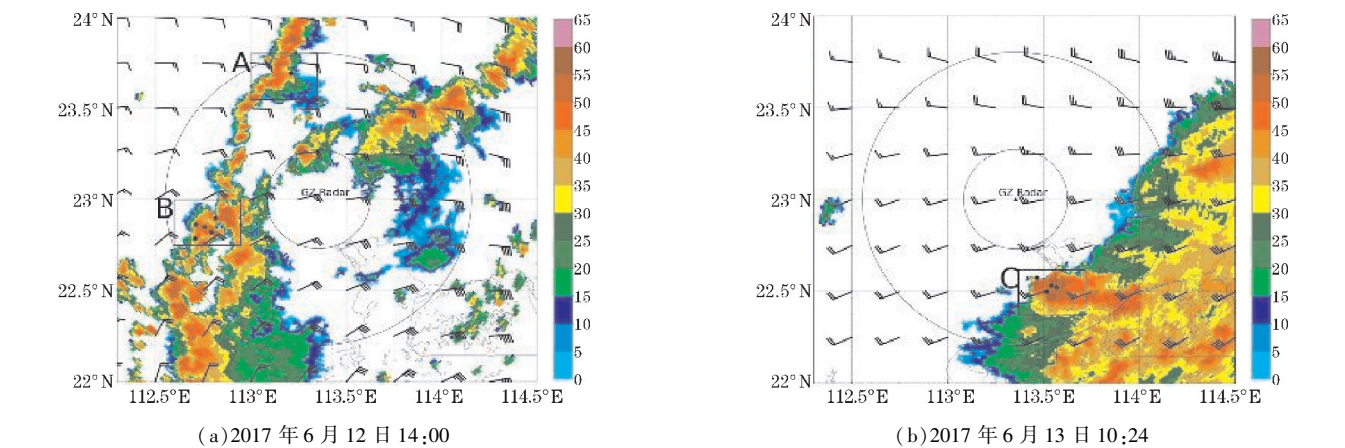 24° N
23.5° N
23° N
22.5° N
22° N
112.5°E
113°E
113.5°E
114°E
114.5°E
A
B
GZ Radar
65
60
55
50
45
40
35
30
25
20
15
10
5
0
(a)2017 年 6 月 12 日 14:00
24° N
23.5° N
23° N
22.5° N
22° N
112.5°E
113°E
113.5°E
114°E
114.5°E
C
GZ Radar
65
60
55
50
45
40
35
30
25
20
15
10
5
0
(b)2017 年 6 月 13 日 10:24